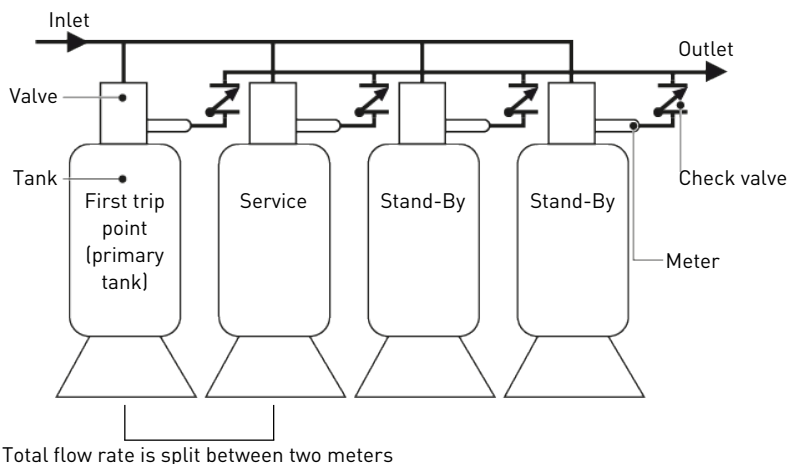 Inlet
Outlet
Valve
Tank
First trip
point
(primary
tank)
Service
Stand-By
Stand-By
Check valve
Meter
Total flow rate is split between two meters